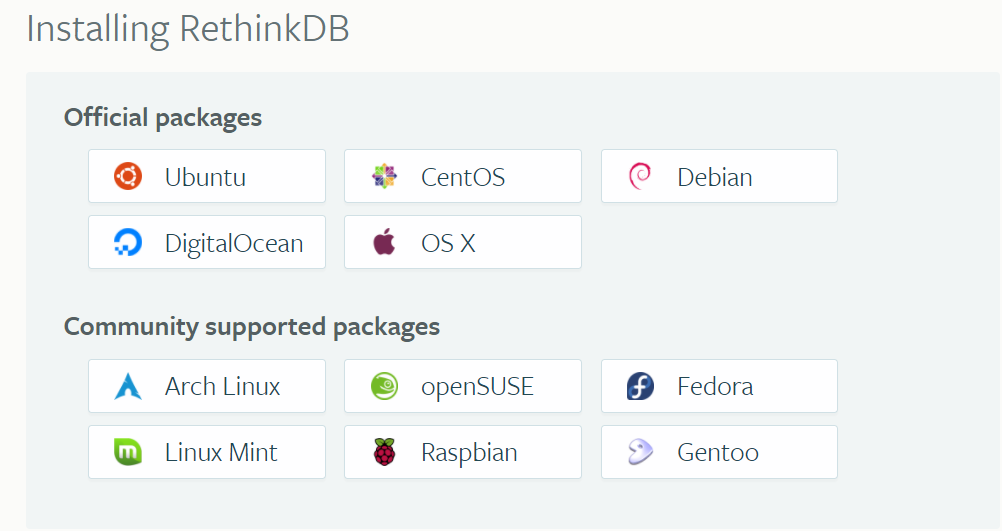 Installing RethinkDB
Official packages
Ubuntu
CentOS
Debian
DigitalOcean
OS X
Community supported packages
Arch Linux
openSUSE
Fedora
Linux Mint
Raspbian
Gentoo